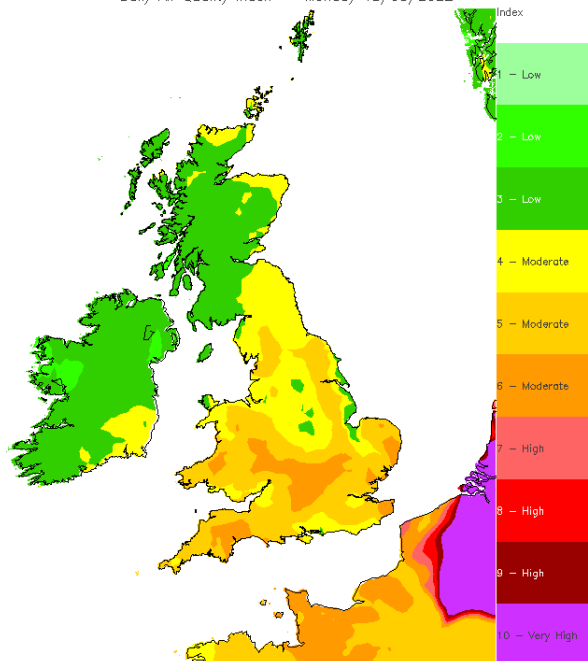 Index
1 - Low
2 - Low
3 - Low
4 - Moderate
5 - Moderate
6 - Moderate
7 - High
8 - High
9 - High
10 - Very High